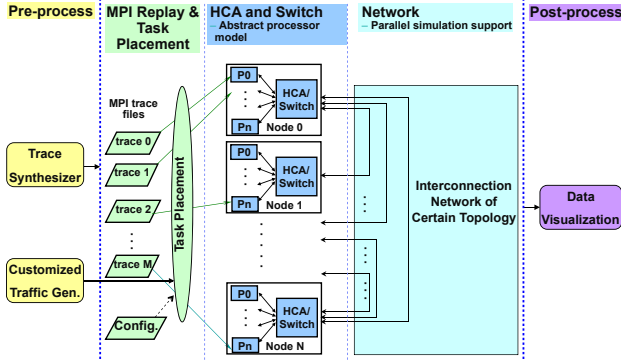 Pre-process
MPI Replay &
Task
Placement
HCA and Switch
– Abstract processor
model
Network
– Parallel simulation support
Post-process
MPI trace
files
trace 0
trace 1
trace 2
trace M
Config.
Trace
Synthesizer
Customized
Traffic Gen.
Task Placement
P0
Pn
HCA/
Switch
Node 0
P0
Pn
HCA/
Switch
Node 1
P0
Pn
HCA/
Switch
Node N
Interconnection
Network of
Certain Topology
Data
Visualization